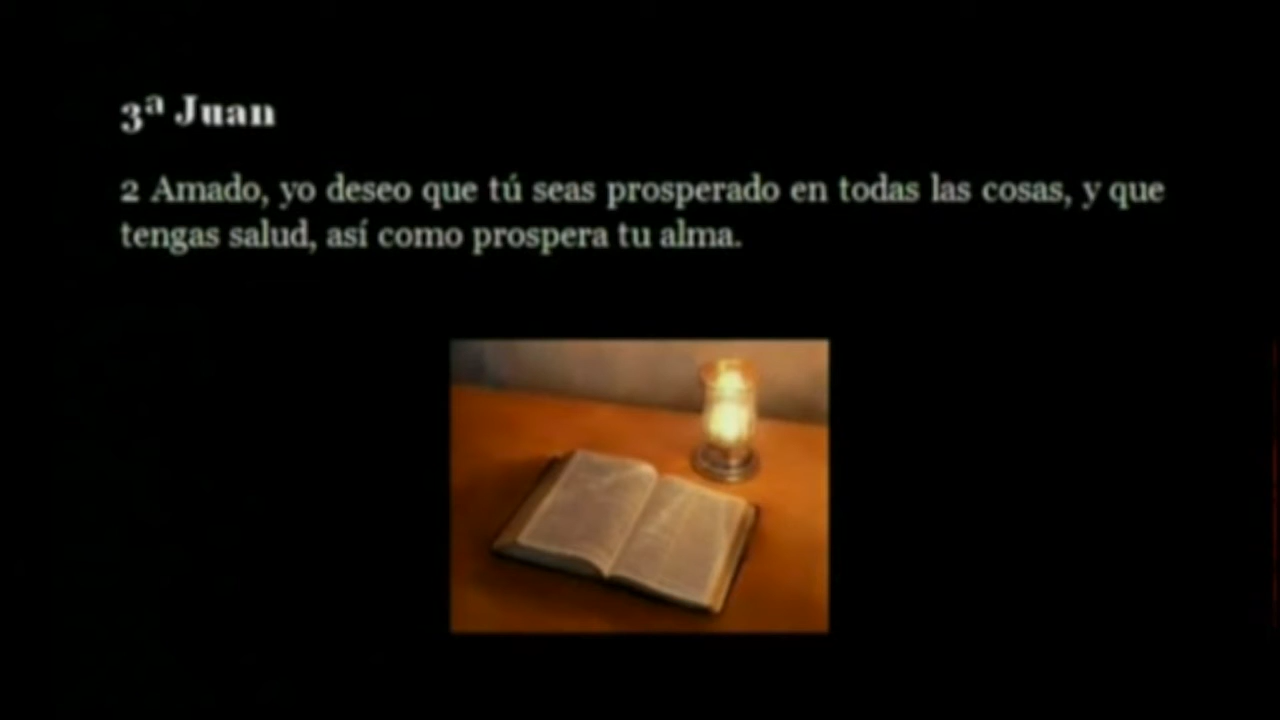 3ª Juan
2 Amado, yo deseo que tú seas prosperado en todas las cosas, y que
tengas salud, así como prospera tu alma.